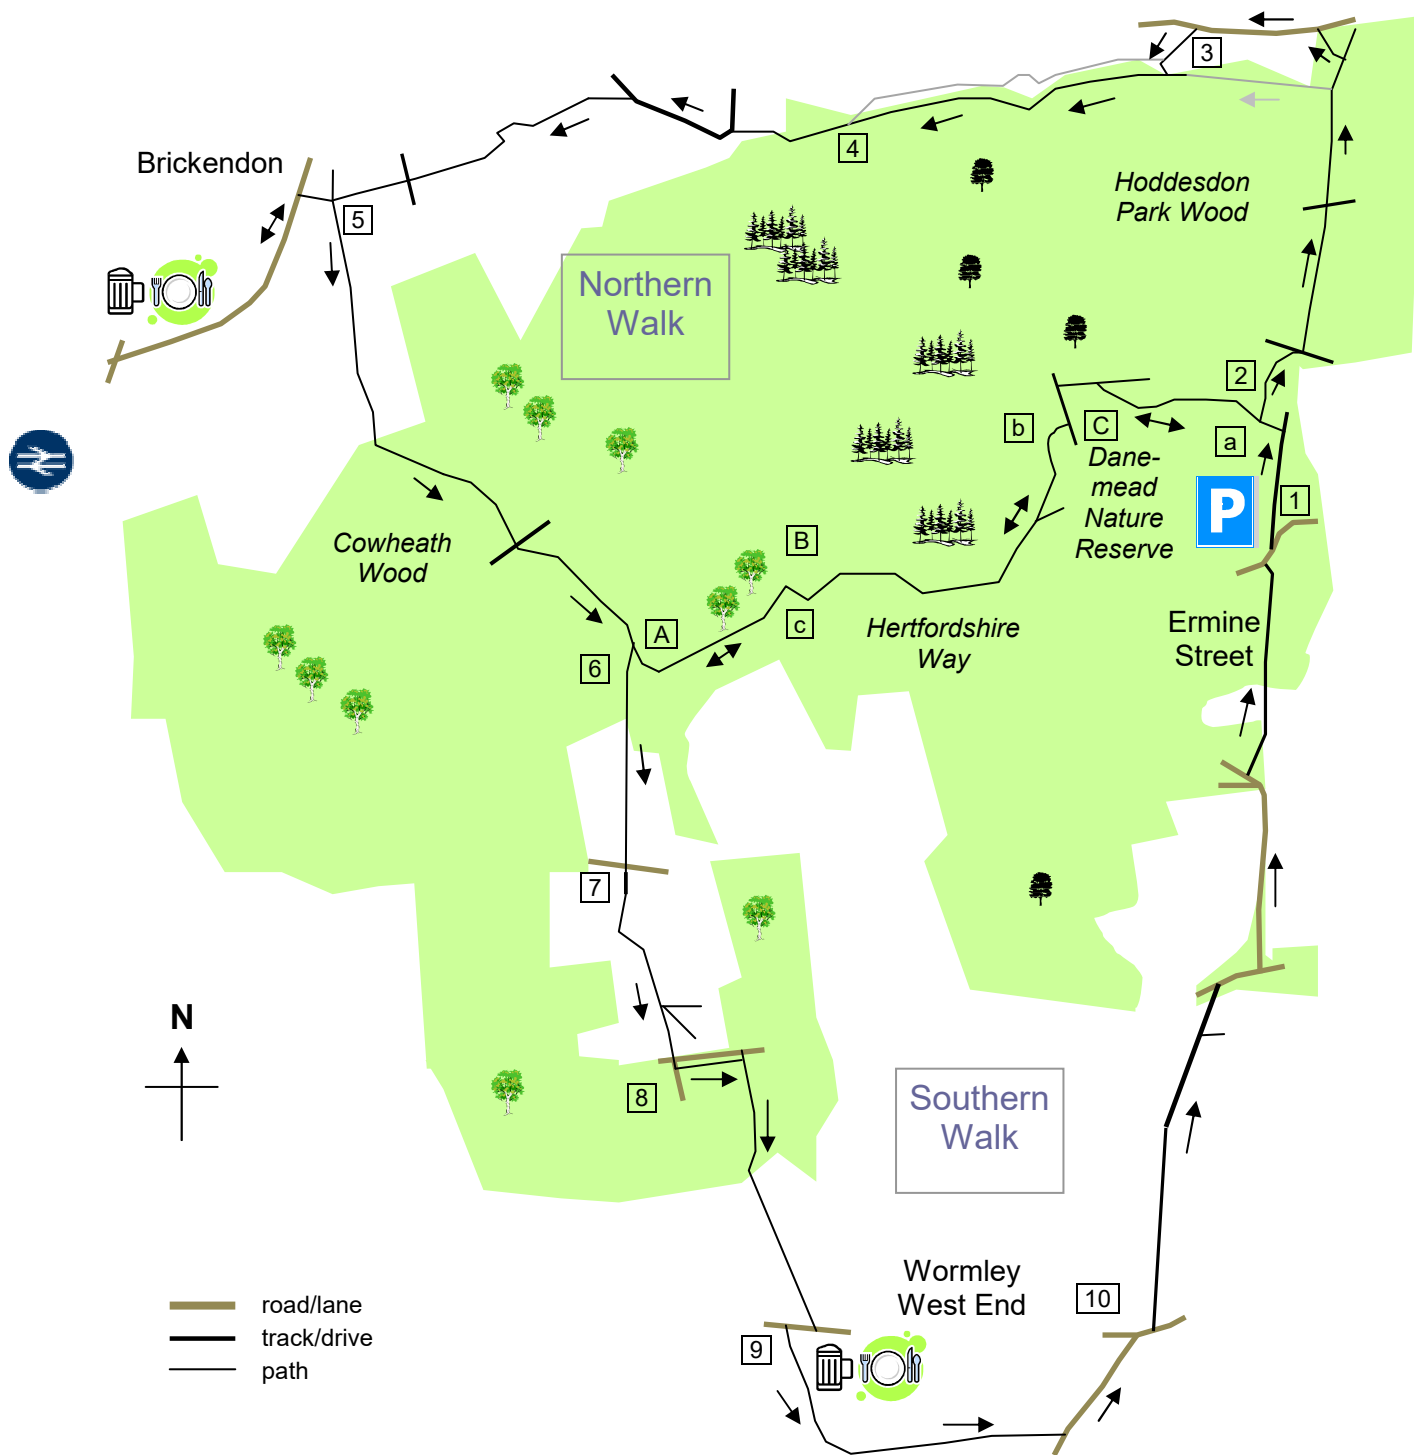 3
4
Brickendon
Hoddesdon
Park Wood
5
Northern
Walk
2
b
C
a
Dane-
mead
Nature
Reserve
P
1
Cowheath
Wood
B
A
c
Hertfordshire
Way
Ermine
Street
6
7
N
8
Southern
Walk
Wormley
West End
10
9
road/lane
track/drive
path